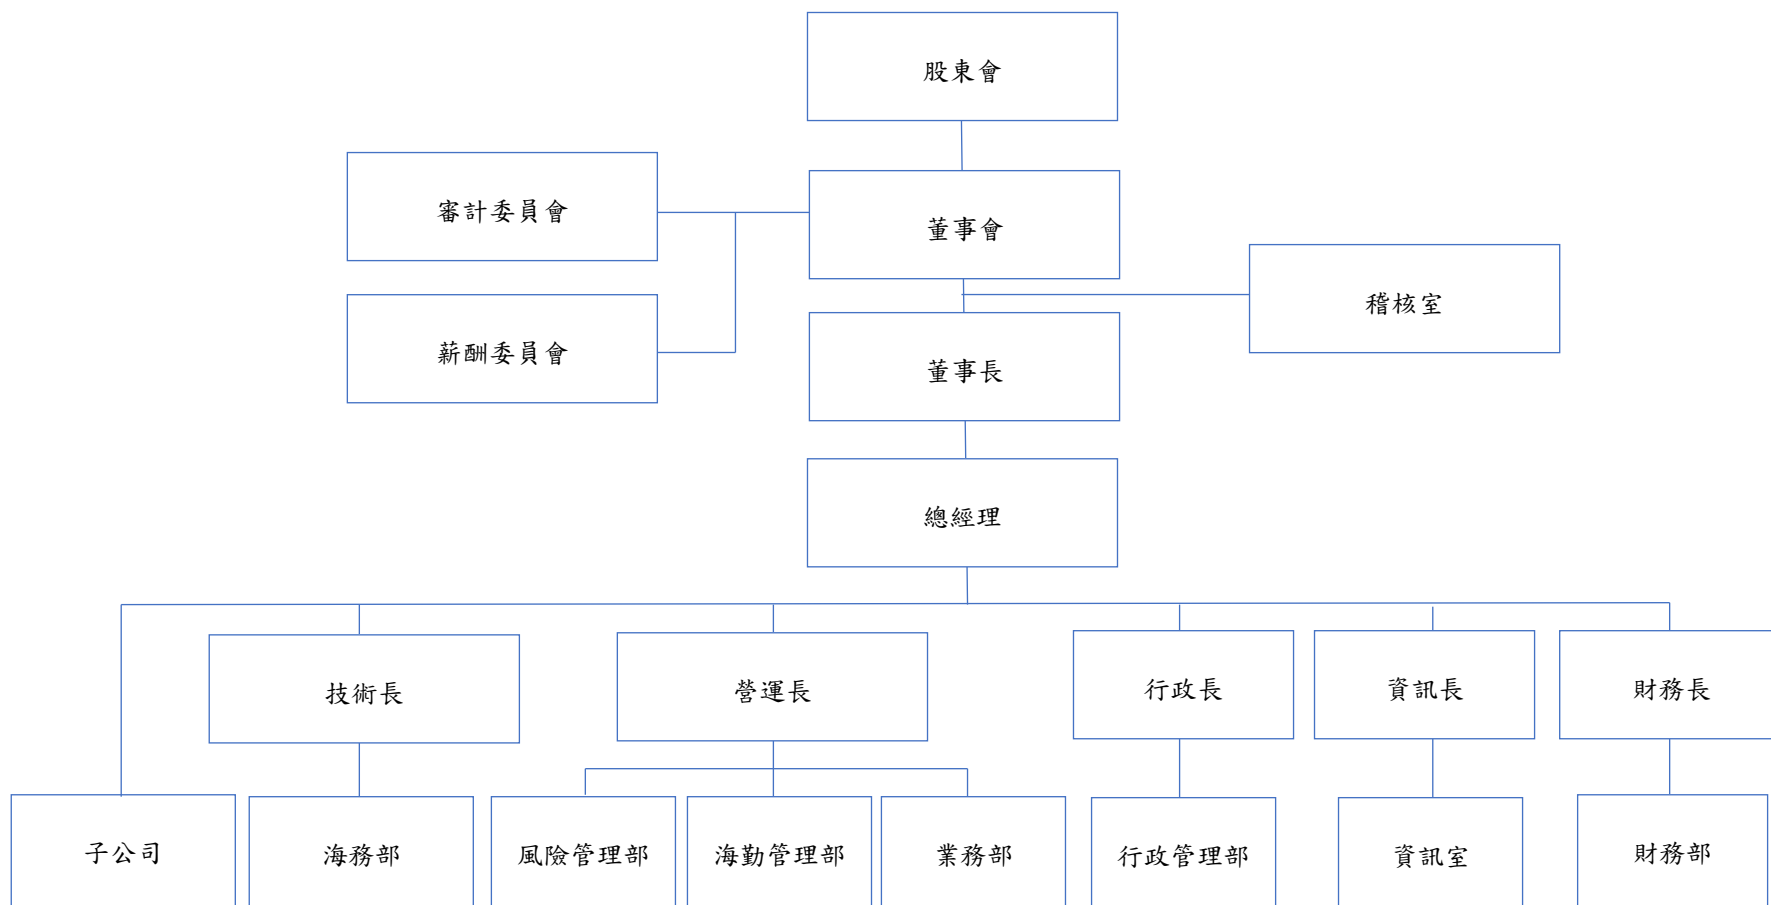 股東會
審計委員會
董事會
稽核室
薪酬委員會
董事長
總經理
技術長
營運長
行政長
資訊長
財務長
子公司
海務部
風險管理部
海勤管理部
業務部
行政管理部
資訊室
財務部